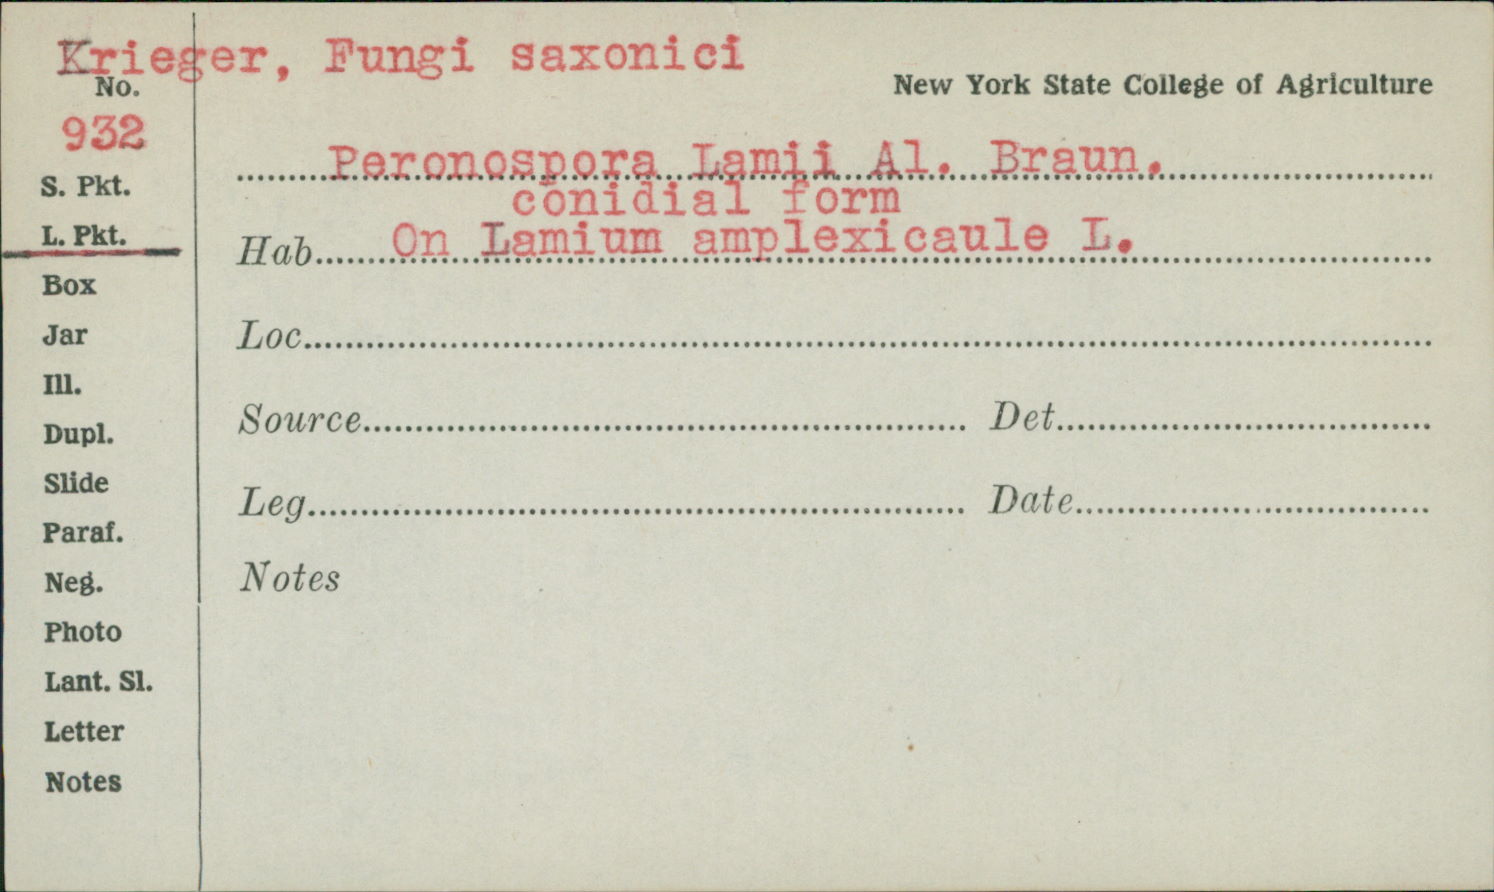 Krieger, Fungi saxonici
New York State College of Agriculture
No.
932
Peronospora Lamii Al. Braun.
conidial form
Hab. On Lamium amplexicaule L.
Loc.
Source. Det.
Leg. Date.
Notes
S. Pkt.
L. Pkt.
Box
Jar
Ill.
Dupl.
Slide
Paraf.
Neg.
Photo
Lant. Sl.
Letter
Notes